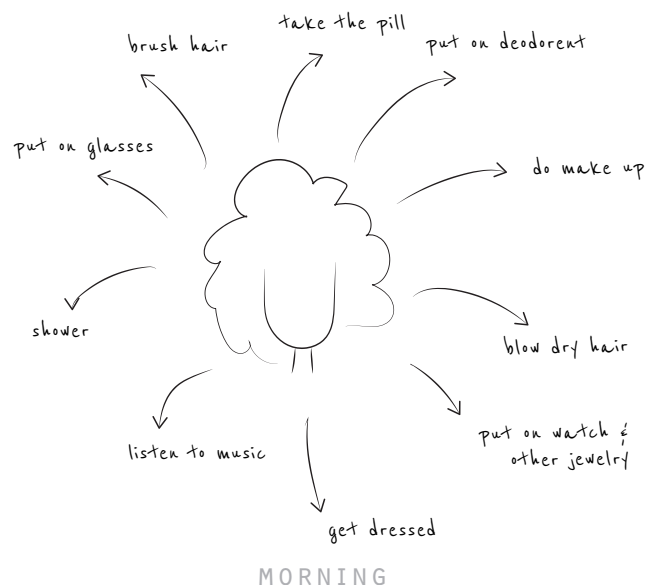 take the pill
brush hair
put on deodorent
put on glasses
do make up
shower
blow dry hair
listen to music
put on watch &
other jewelry
get dressed
MORNING